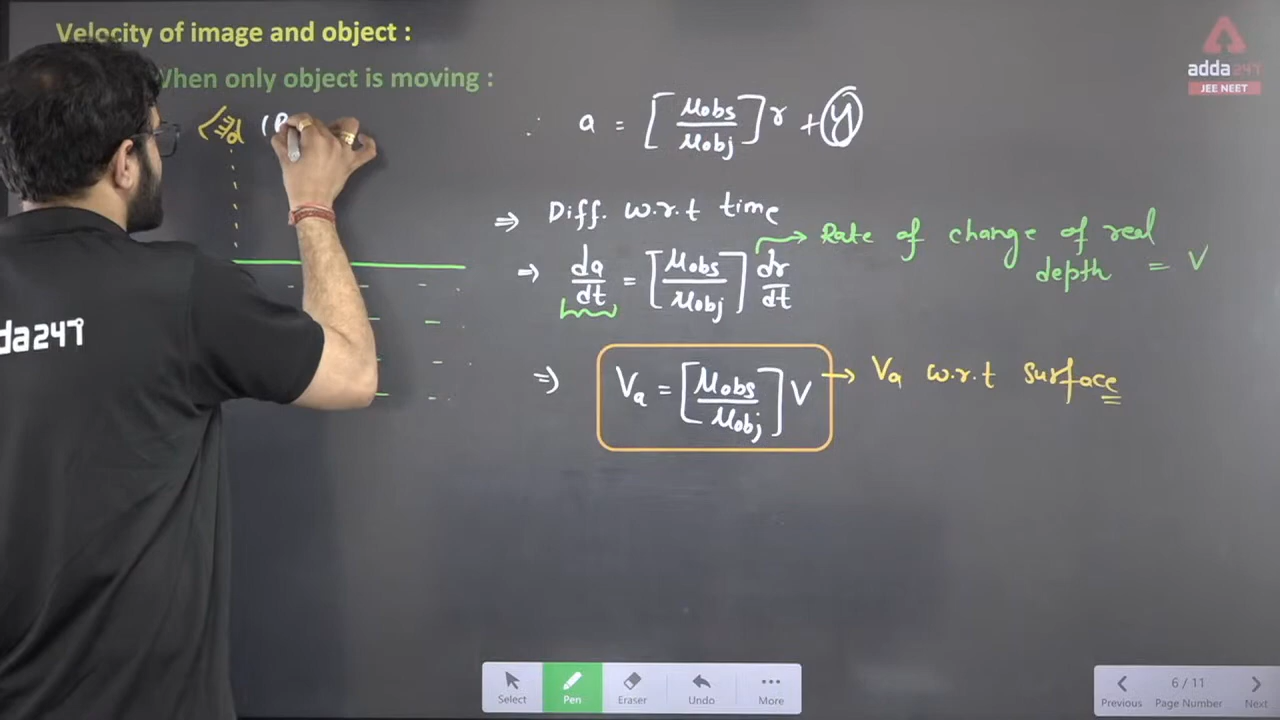 Velocity of image and object :
When only object is moving :
adda247
JEE NEET
∴ a = [μobs/μobj] r + y
⇒ Diff. w.r.t time
⇒ da/dt = [μobs/μobj] dr/dt → Rate of change of real depth = V
⇒ Va = [μobs/μobj] V → Va w.r.t surface
da247
Select
Pen
Eraser
Undo
More
Previous
6 / 11
Page Number
Next